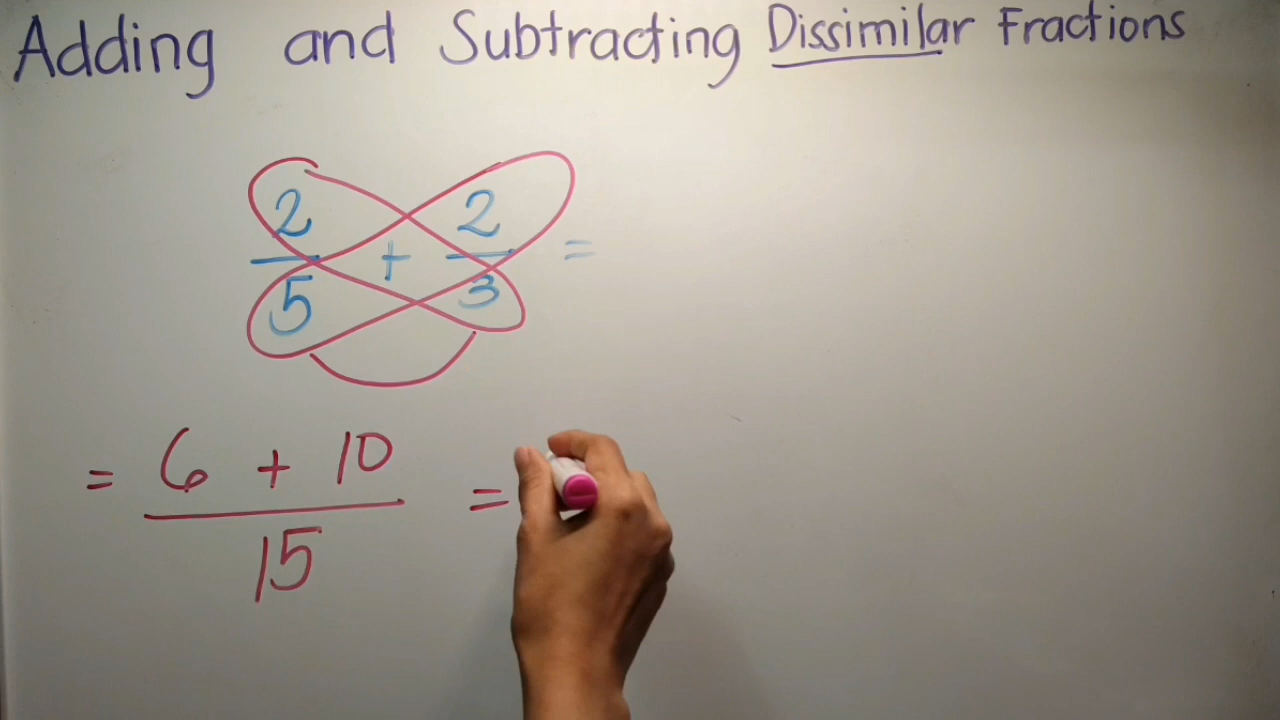 Adding and Subtracting Dissimilar Fractions
2 2
+ =
5 3
6 + 10
= =
15